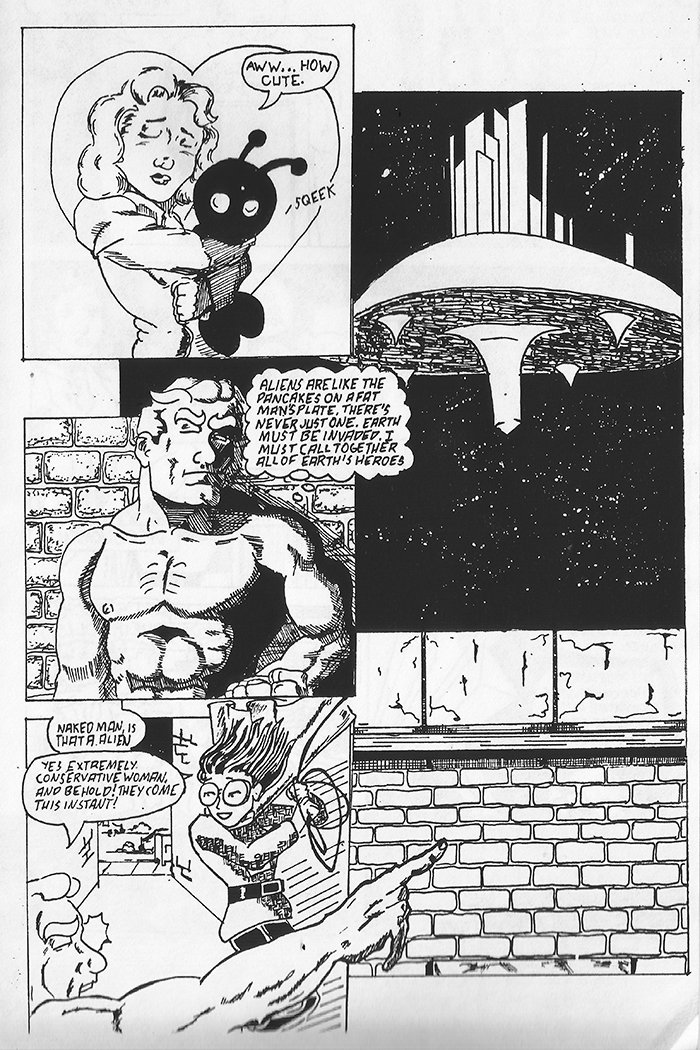 AWW... HOW
CUTE.
SQEEK
ALIENS ARE LIKE THE
PANCAKES ON A FAT
MAN'S PLATE. THERE'S
NEVER JUST ONE. EARTH
MUST BE INVADED. I
MUST CALL TOGETHER
ALL OF EARTH'S HEROES
NAKED MAN, IS
THAT A. ALIEN
YES EXTREMELY
CONSERVATIVE WOMAN,
AND BEHOLD! THEY COME
THIS INSTANT!